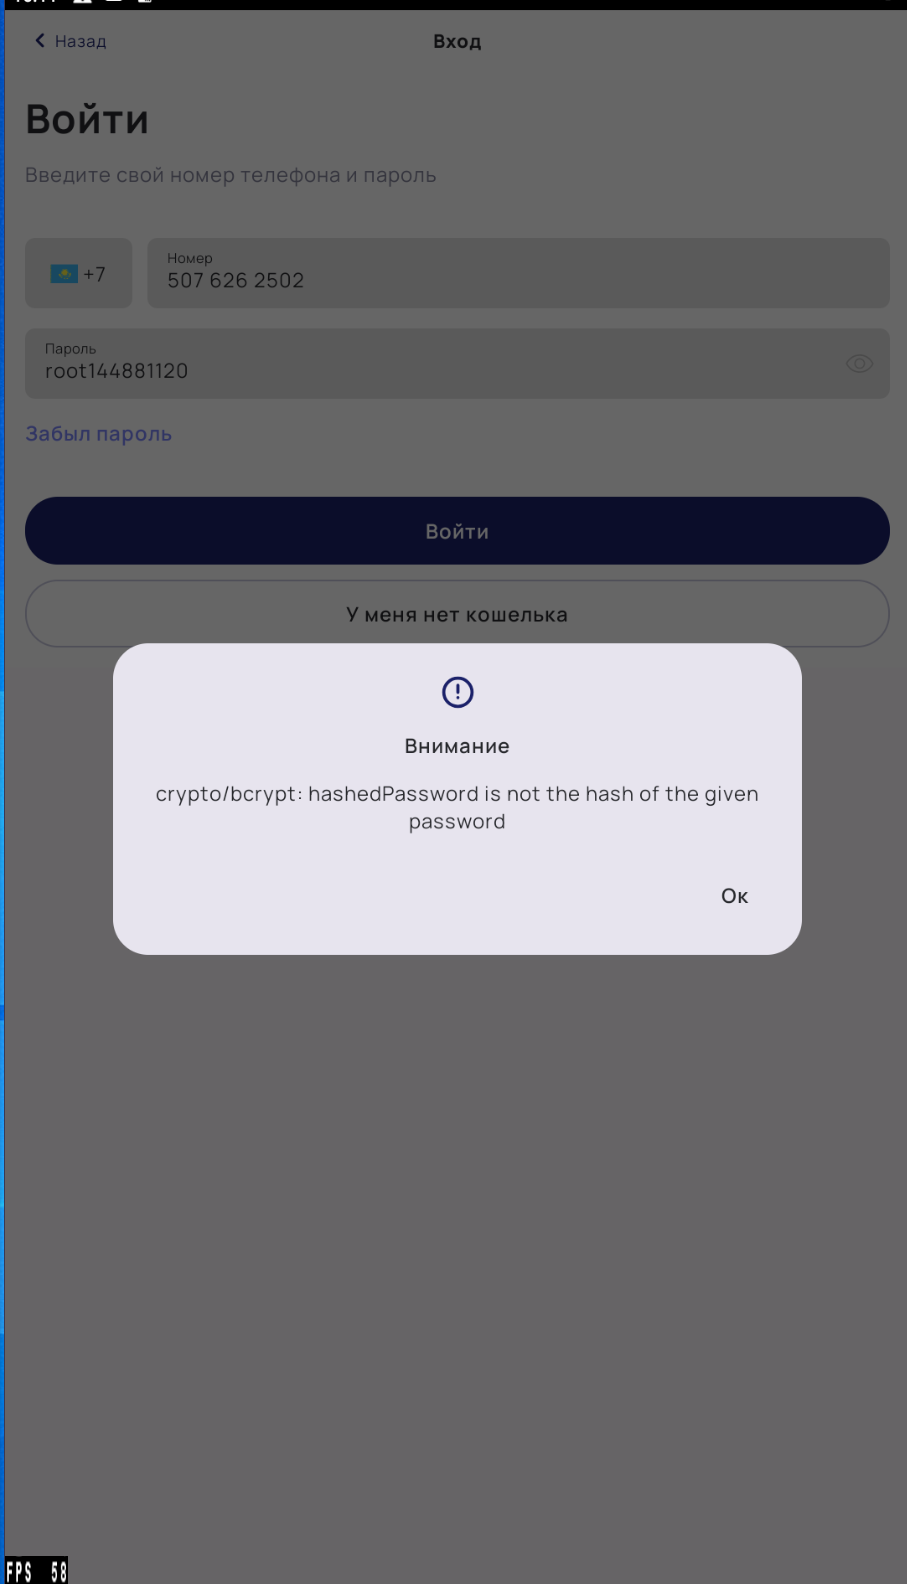 Назад
Вход
Войти
Введите свой номер телефона и пароль
+7
Номер
507 626 2502
Пароль
root144881120
Забыл пароль
Войти
У меня нет кошелька
Внимание
crypto/bcrypt: hashedPassword is not the hash of the given
password
Ок
FPS 58